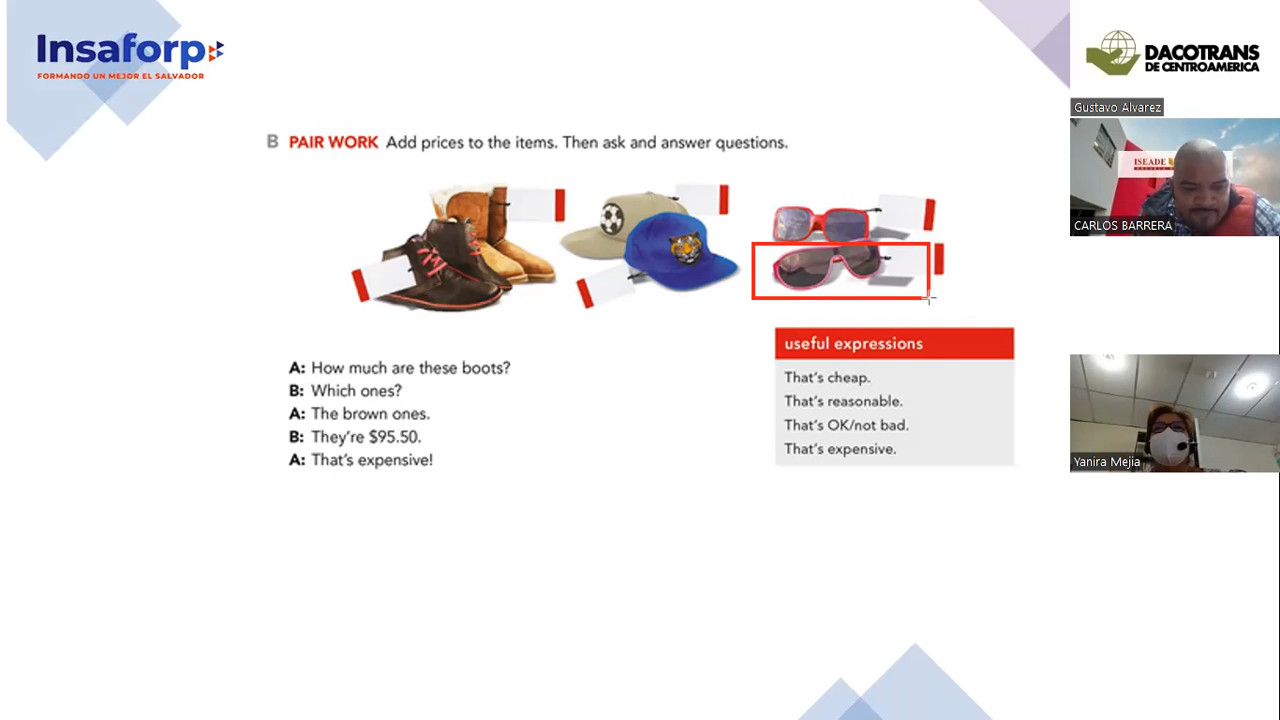 Insaforp
FORMANDO UN MEJOR EL SALVADOR
DACOTRANS
DE CENTROAMERICA
Gustavo Alvarez
ISEADE
CARLOS BARRERA
Yanira Mejia
B PAIR WORK Add prices to the items. Then ask and answer questions.
A: How much are these boots?
B: Which ones?
A: The brown ones.
B: They're $95.50.
A: That's expensive!
useful expressions
That's cheap.
That's reasonable.
That's OK/not bad.
That's expensive.